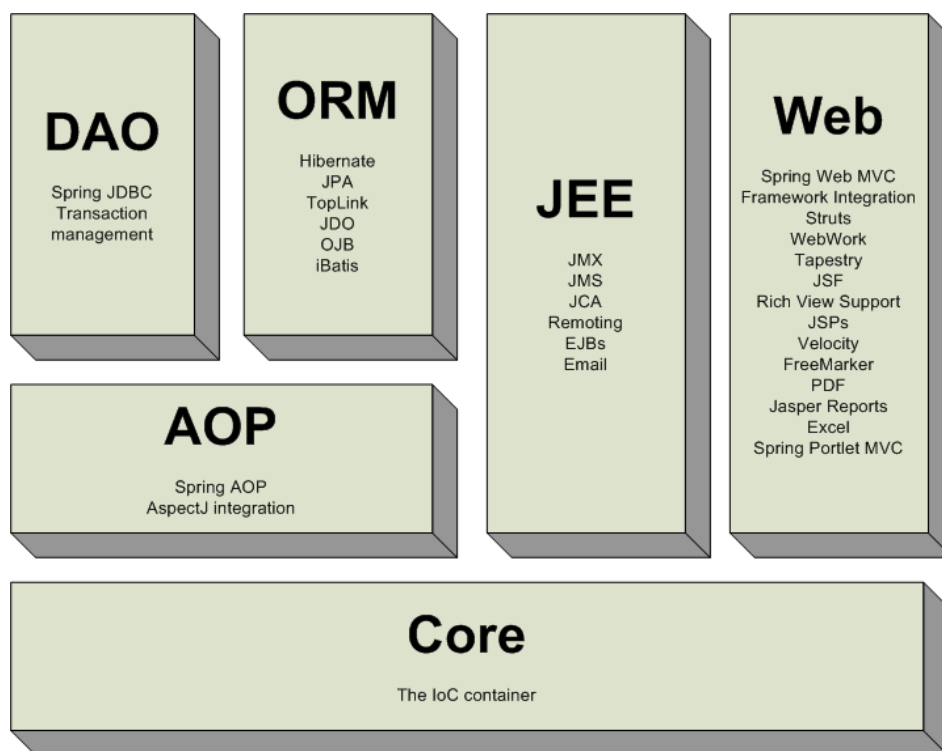 DAO
Spring JDBC
Transaction
management
ORM
Hibernate
JPA
TopLink
JDO
OJB
iBatis
JEE
JMX
JMS
JCA
Remoting
EJBs
Email
Web
Spring Web MVC
Framework Integration
Struts
WebWork
Tapestry
JSF
Rich View Support
JSPs
Velocity
FreeMarker
PDF
Jasper Reports
Excel
Spring Portlet MVC
AOP
Spring AOP
AspectJ integration
Core
The IoC container